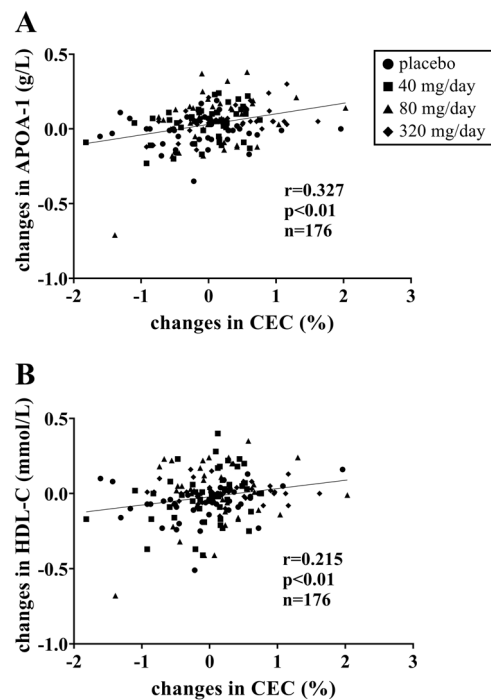 A
changes in APOA-1 (g/L)
0.5
0.0
-0.5
-1.0
-2
-1
0
1
2
3
changes in CEC (%)
r=0.327
p<0.01
n=176
placebo
40 mg/day
80 mg/day
320 mg/day
B
changes in HDL-C (mmol/L)
0.5
0.0
-0.5
-1.0
-2
-1
0
1
2
3
changes in CEC (%)
r=0.215
p<0.01
n=176